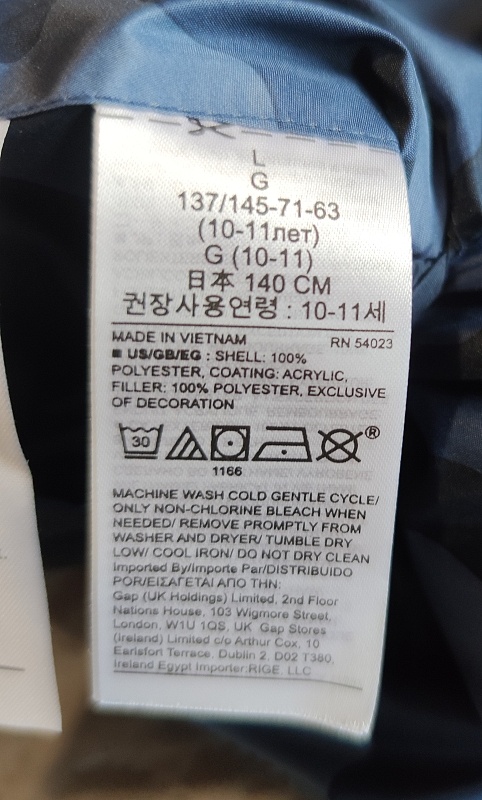 L
G
137/145-71-63
(10-11лет)
G (10-11)
日本 140 CM
권장사용연령 : 10-11세
MADE IN VIETNAM RN 54023
■ US/GB/EG : SHELL: 100%
POLYESTER, COATING: ACRYLIC,
FILLER: 100% POLYESTER, EXCLUSIVE
OF DECORATION
30 ®
1166
MACHINE WASH COLD GENTLE CYCLE/
ONLY NON-CHLORINE BLEACH WHEN
NEEDED/ REMOVE PROMPTLY FROM
WASHER AND DRYER/ TUMBLE DRY
LOW/ COOL IRON/ DO NOT DRY CLEAN
Imported By/Importe Par/DISTRIBUIDO
POR/ΕΙΣΑΓΕΤΑΙ ΑΠΟ ΤΗΝ:
Gap (UK Holdings) Limited, 2nd Floor
Nations House, 103 Wigmore Street,
London, W1U 1QS, UK Gap Stores
(Ireland) Limited c/o Arthur Cox, 10
Earlsfort Terrace, Dublin 2, D02 T380,
Ireland Egypt Importer:RIGE, LLC